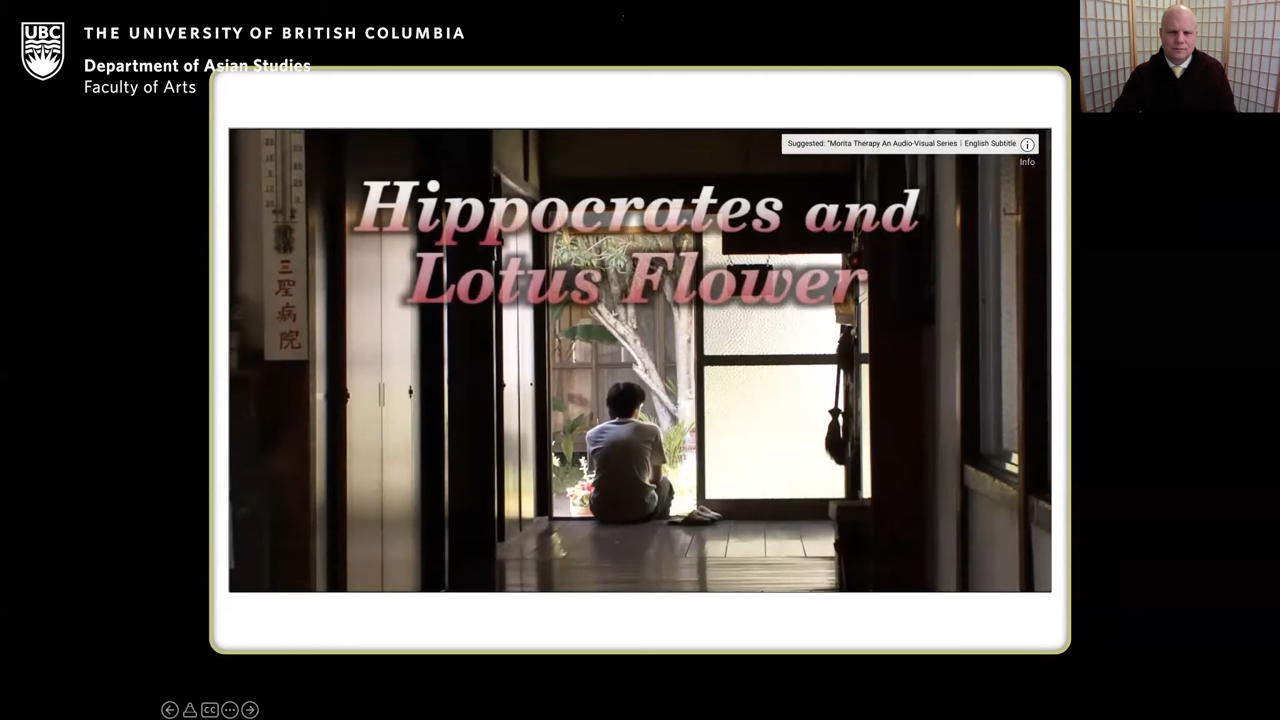 UBC
THE UNIVERSITY OF BRITISH COLUMBIA
Department of Asian Studies
Faculty of Arts
Suggested: "Morita Therapy An Audio-Visual Series | English Subtitle
Info
Hippocrates and
Lotus Flower
三聖病院
CC